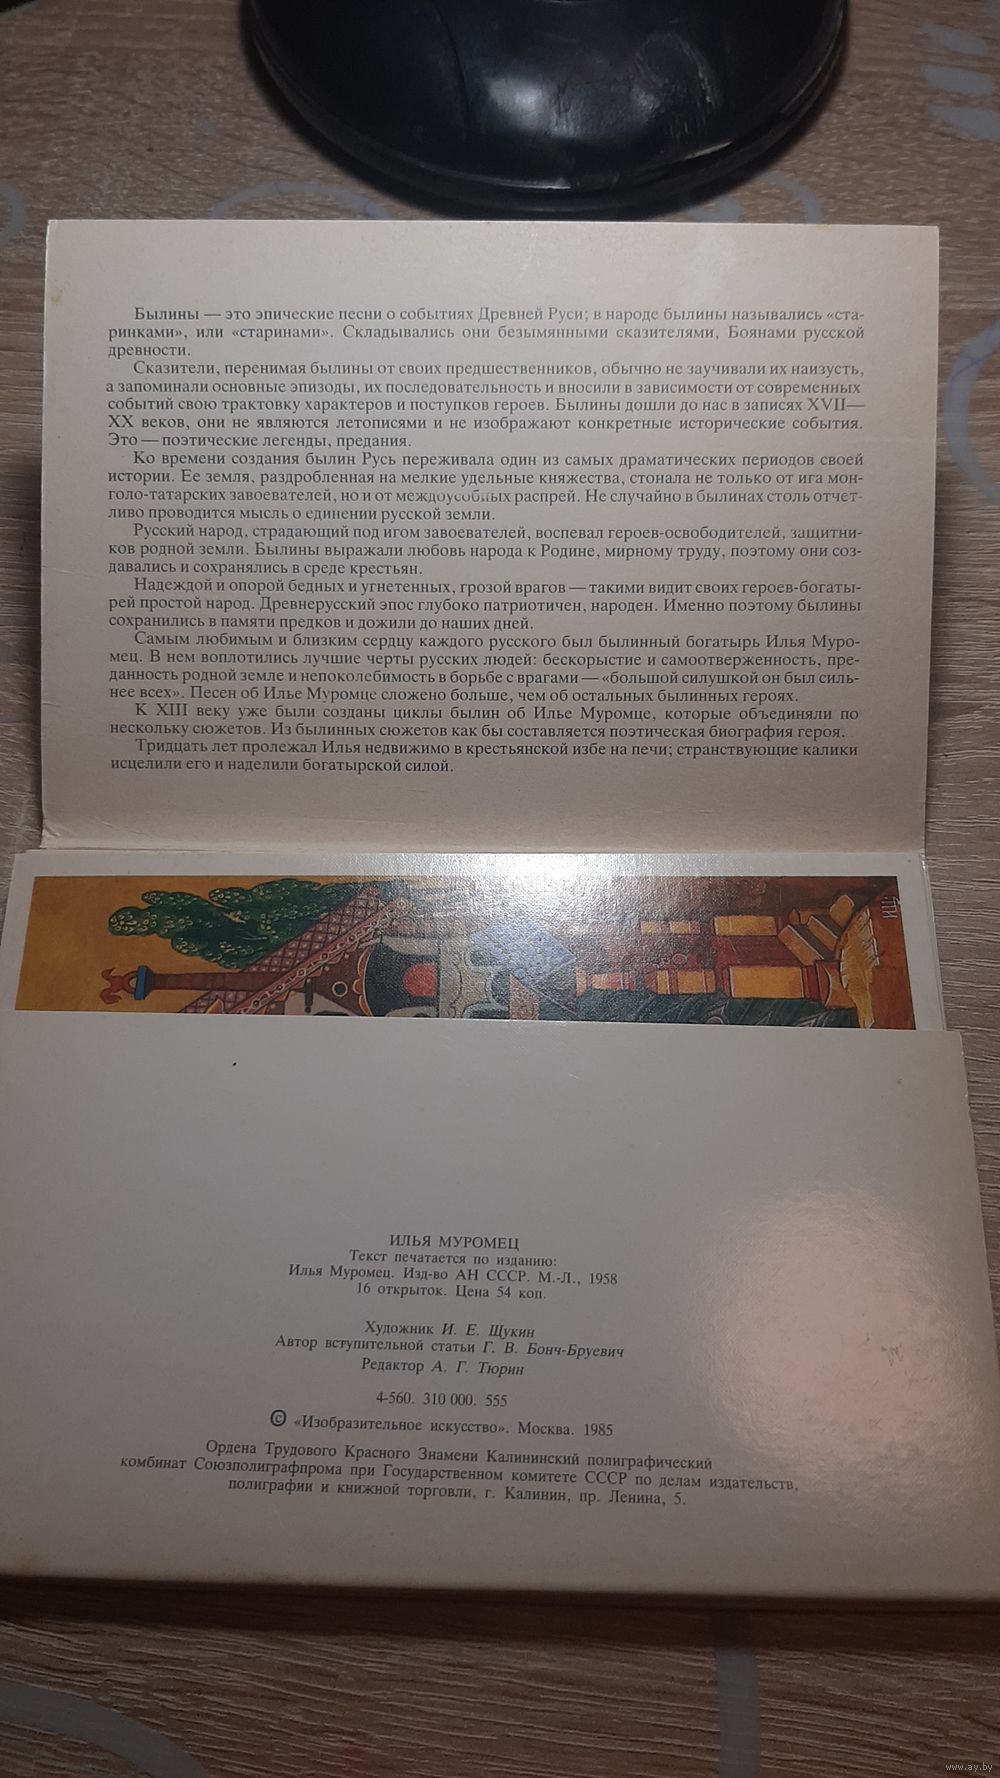 Былины — это эпические песни о событиях Древней Руси; в народе былины назывались «ста-
ринками», или «старинами». Складывались они безымянными сказителями, Боянами русской
древности.
Сказители, перенимая былины от своих предшественников, обычно не заучивали их наизусть,
а запоминали основные эпизоды, их последовательность и вносили в зависимости от современных
событий свою трактовку характеров и поступков героев. Былины дошли до нас в записях XVII—
XX веков, они не являются летописями и не изображают конкретные исторические события.
Это — поэтические легенды, предания.
Ко времени создания былин Русь переживала один из самых драматических периодов своей
истории. Ее земля, раздробленная на мелкие удельные княжества, стонала не только от ига мон-
голо-татарских завоевателей, но и от междоусобных распрей. Не случайно в былинах столь отчет-
ливо проводится мысль о единении русской земли.
Русский народ, страдающий под игом завоевателей, воспевал героев-освободителей, защитни-
ков родной земли. Былины выражали любовь народа к Родине, мирному труду, поэтому они соз-
давались и сохранялись в среде крестьян.
Надеждой и опорой бедных и угнетенных, грозой врагов — такими видит своих героев-богаты-
рей простой народ. Древнерусский эпос глубоко патриотичен, народен. Именно поэтому былины
сохранились в памяти предков и дожили до наших дней.
Самым любимым и близким сердцу каждого русского был былинный богатырь Илья Муро-
мец. В нем воплотились лучшие черты русских людей: бескорыстие и самоотверженность, пре-
данность родной земле и непоколебимость в борьбе с врагами — «большой силушкой он был силь-
нее всех». Песен об Илье Муромце сложено больше, чем об остальных былинных героях.
К XIII веку уже были созданы циклы былин об Илье Муромце, которые объединяли по
нескольку сюжетов. Из былинных сюжетов как бы составляется поэтическая биография героя.
Тридцать лет пролежал Илья недвижимо в крестьянской избе на печи; странствующие калики
исцелили его и наделили богатырской силой.
ИЛЬЯ МУРОМЕЦ
Текст печатается по изданию:
Илья Муромец. Изд-во АН СССР. М.-Л., 1958
16 открыток. Цена 54 коп.
Художник И. Е. Щукин
Автор вступительной статьи Г. В. Бонч-Бруевич
Редактор А. Г. Тюрин
4-560. 310 000. 555
© «Изобразительное искусство». Москва. 1985
Ордена Трудового Красного Знамени Калининский полиграфический
комбинат Союзполиграфпрома при Государственном комитете СССР по делам издательств,
полиграфии и книжной торговли, г. Калинин, пр. Ленина, 5.
www.ay.by